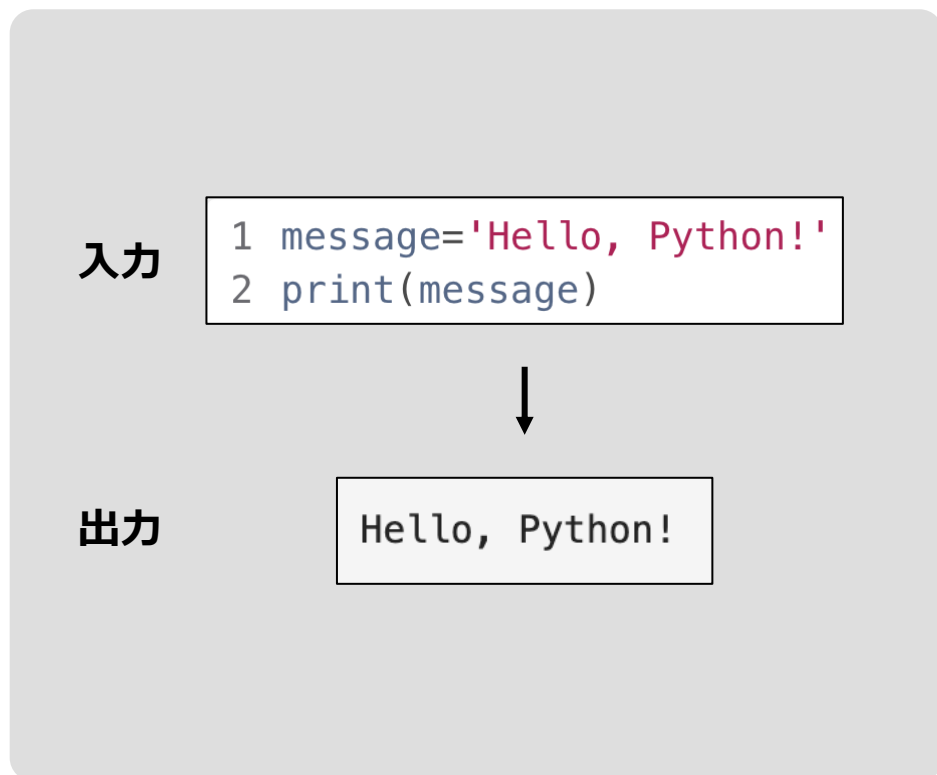 入力
1 message='Hello, Python!'
2 print(message)
出力
Hello, Python!